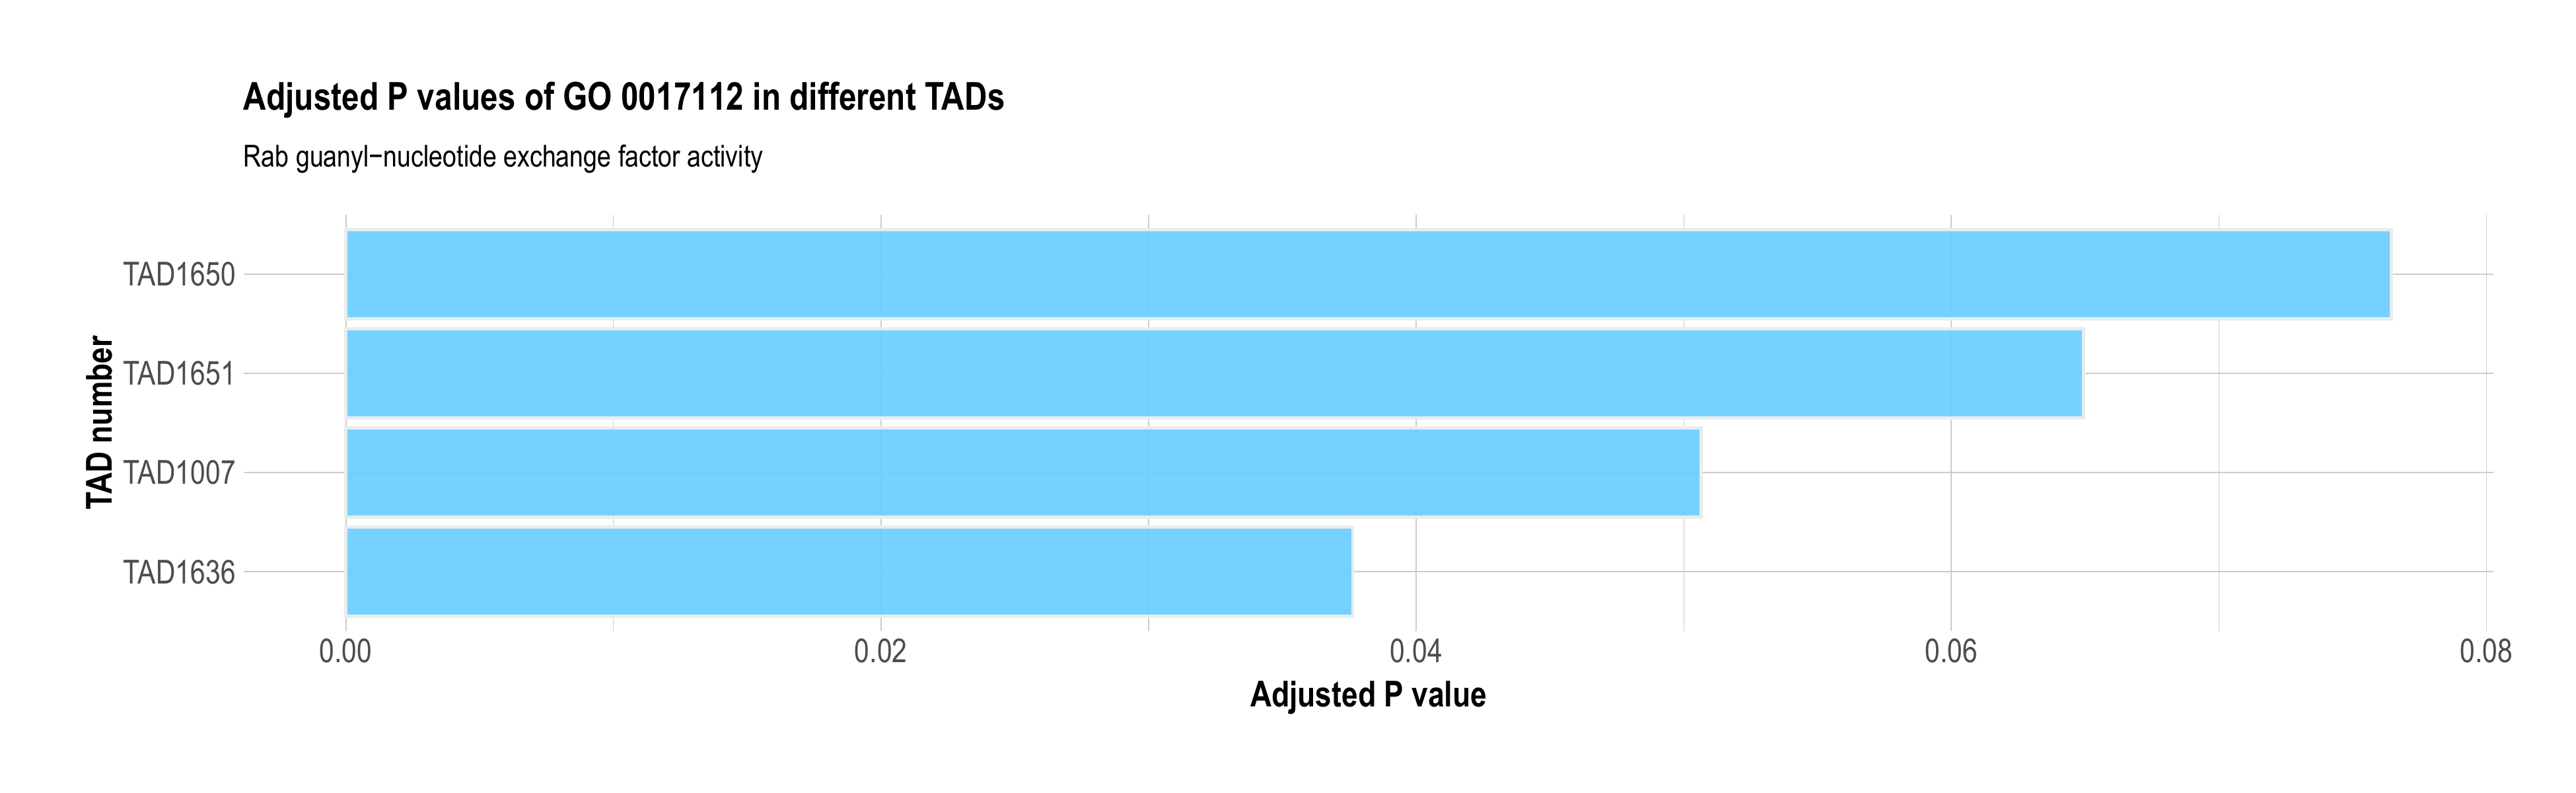 Adjusted P values of GO 0017112 in different TADs
Rab guanyl−nucleotide exchange factor activity
TAD number
TAD1650
TAD1651
TAD1007
TAD1636
0.00 0.02 0.04 0.06 0.08
Adjusted P value